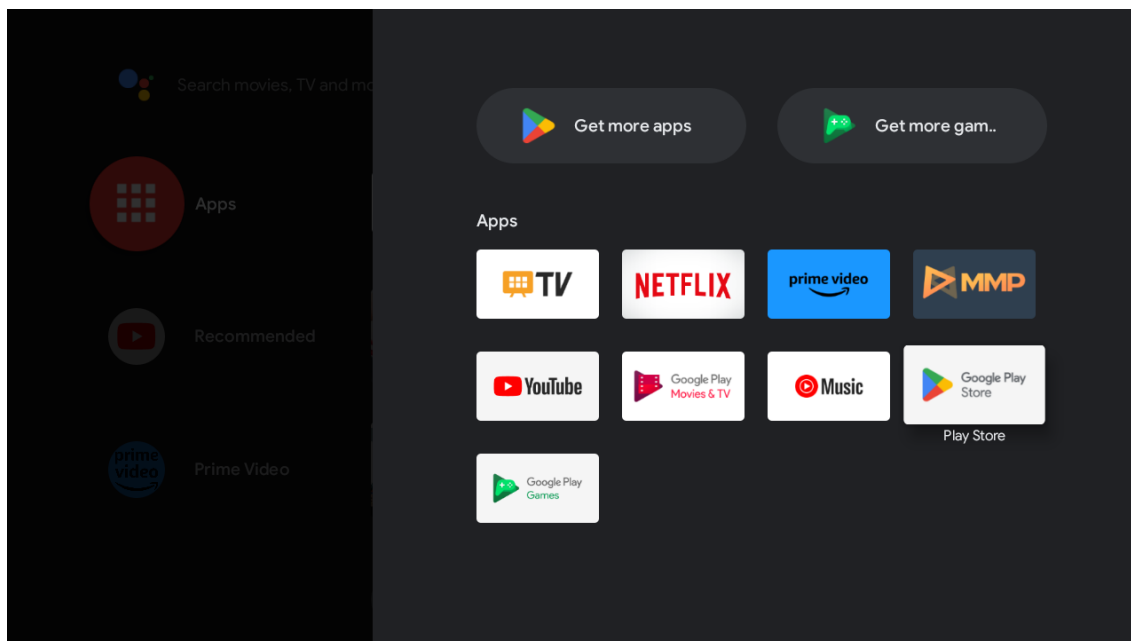 Search movies, TV and mo
Get more apps
Get more gam..
Apps
Apps
TV
NETFLIX
prime video
MMP
Recommended
YouTube
Google Play
Movies & TV
Music
Google Play
Store
Play Store
prime
video
Prime Video
Google Play
Games